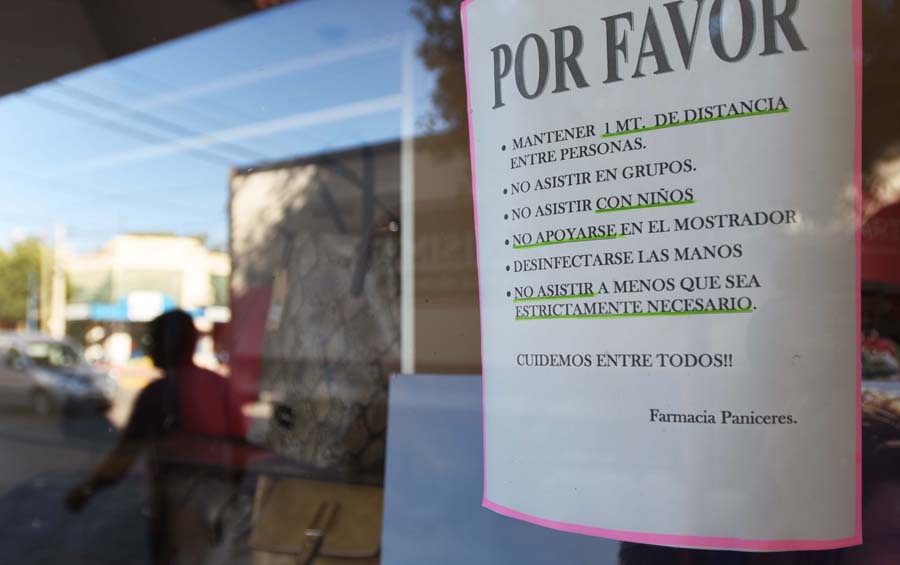 POR FAVOR
• MANTENER 1 MT. DE DISTANCIA
ENTRE PERSONAS.
• NO ASISTIR EN GRUPOS.
• NO ASISTIR CON NIÑOS
• NO APOYARSE EN EL MOSTRADOR
• DESINFECTARSE LAS MANOS
• NO ASISTIR A MENOS QUE SEA
ESTRICTAMENTE NECESARIO.
CUIDEMOS ENTRE TODOS!!
Farmacia Paniceres.